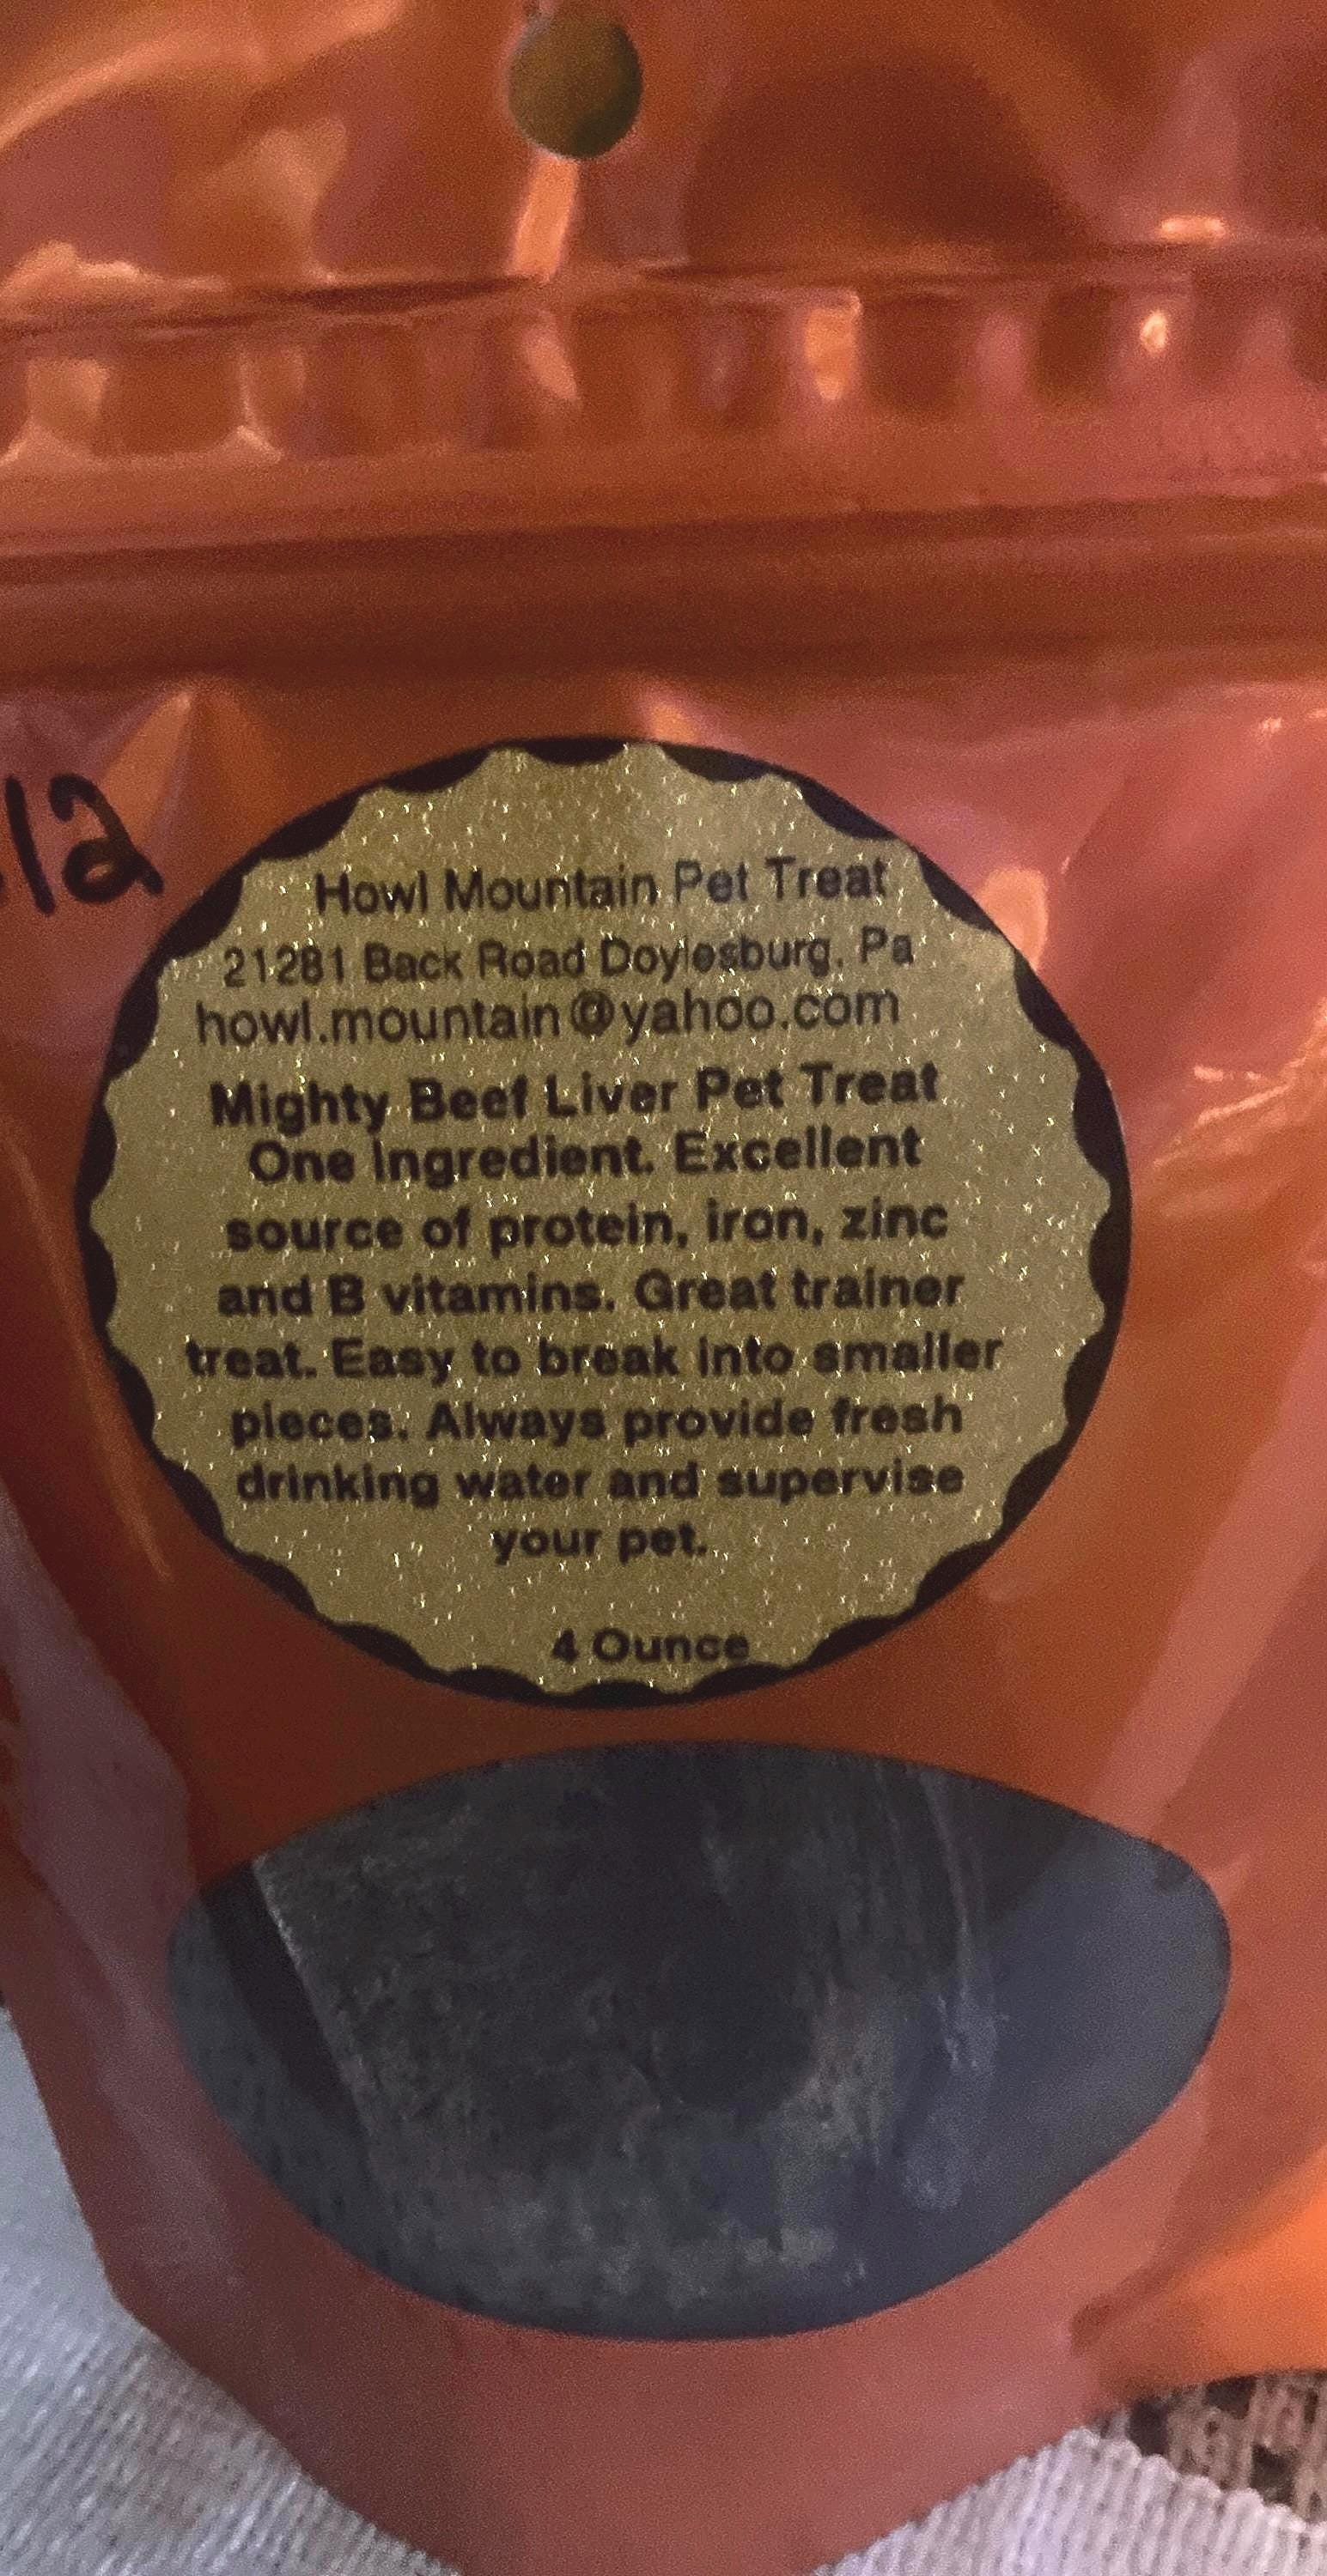 12
Howl Mountain Pet Treat
21281 Back Road Doylesburg, Pa
howl.mountain@yahoo.com
Mighty Beef Liver Pet Treat
One Ingredient. Excellent
source of protein, iron, zinc
and B vitamins. Great trainer
treat. Easy to break into smaller
pieces. Always provide fresh
drinking water and supervise
your pet.
4 Ounce